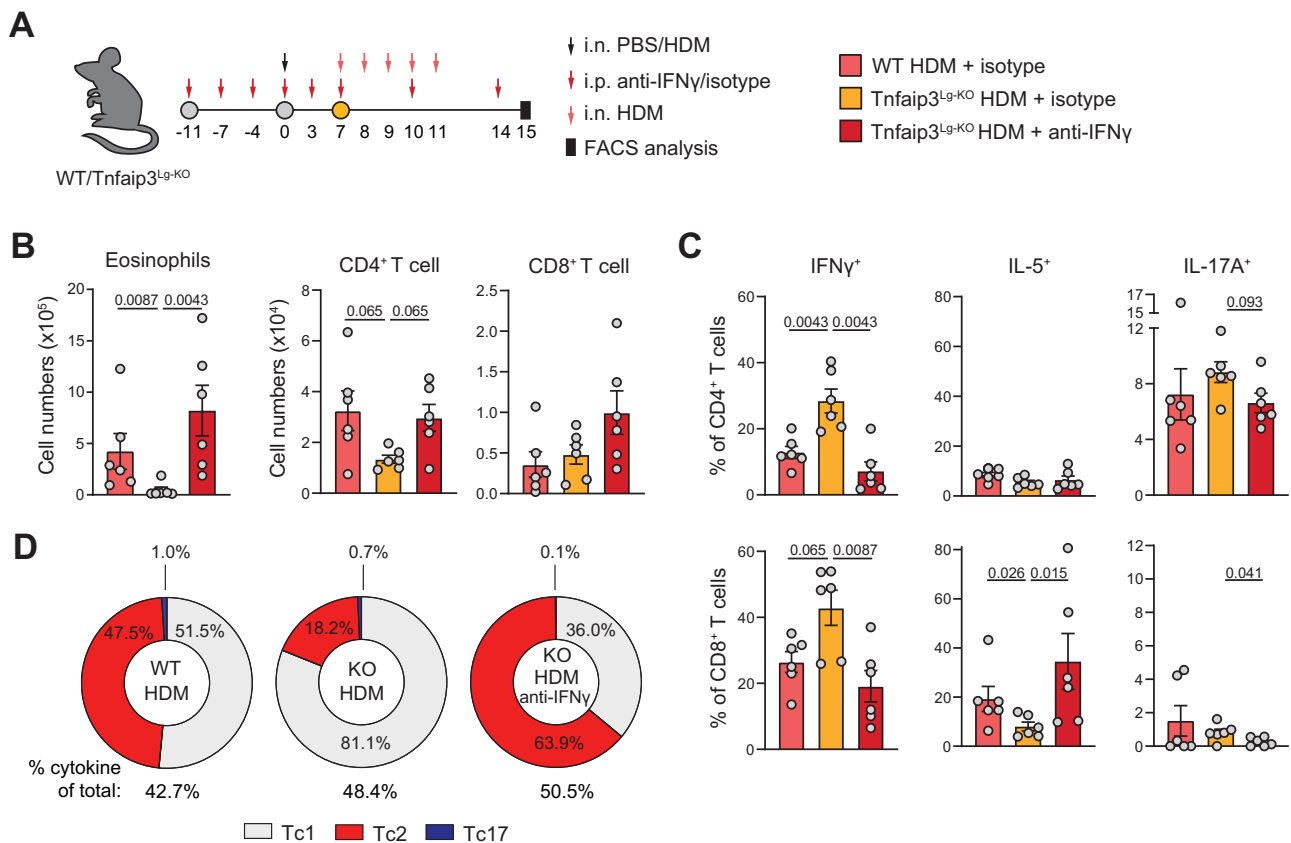 A
WT/Tnfaip3Lg-KO
-11 -7 -4 0 3 7 8 9 10 11 14 15
i.n. PBS/HDM
i.p. anti-IFNγ/isotype
i.n. HDM
FACS analysis
WT HDM + isotype
Tnfaip3Lg-KO HDM + isotype
Tnfaip3Lg-KO HDM + anti-IFNγ
B
Eosinophils
Cell numbers (x10⁵)
20
15
10
5
0
0.0087 0.0043
CD4⁺ T cell
Cell numbers (x10⁴)
8
6
4
2
0
0.065 0.065
CD8⁺ T cell
2.5
2.0
1.5
1.0
0.5
0.0
C
IFNγ⁺
% of CD4⁺ T cells
60
40
20
0
0.0043 0.0043
IL-5⁺
80
60
40
20
0
IL-17A⁺
17
15
12
8
4
0
0.093
% of CD8⁺ T cells
60
40
20
0
0.065 0.0087
80
60
40
20
0
0.026 0.015
12
10
8
6
4
2
0
0.041
D
1.0%
47.5% 51.5%
WT
HDM
0.7%
18.2%
KO
HDM
81.1%
0.1%
36.0%
KO
HDM
anti-IFNγ
63.9%
% cytokine
of total:
42.7% 48.4% 50.5%
Tc1 Tc2 Tc17